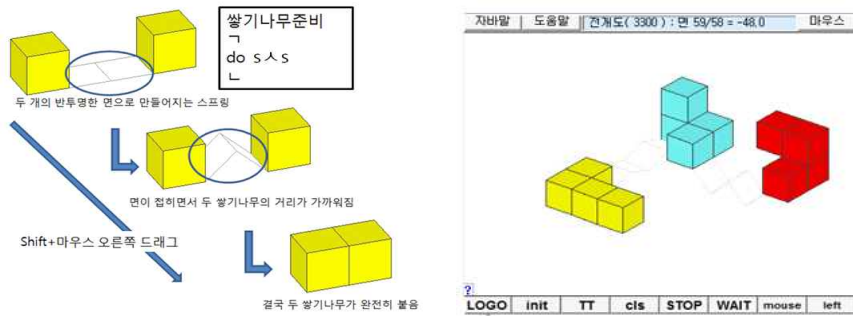 쌓기나무준비
ㄱ
do sㅅs
ㄴ
두 개의 반투명한 면으로 만들어지는 스프링
면이 접히면서 두 쌓기나무의 거리가 가까워짐
Shift+마우스 오른쪽 드래그
결국 두 쌓기나무가 완전히 붙음
자바말 도움말 전개도( 3300 ) : 면 59/58 = -48.0 마우스
?
LOGO init TT cls STOP WAIT mouse left